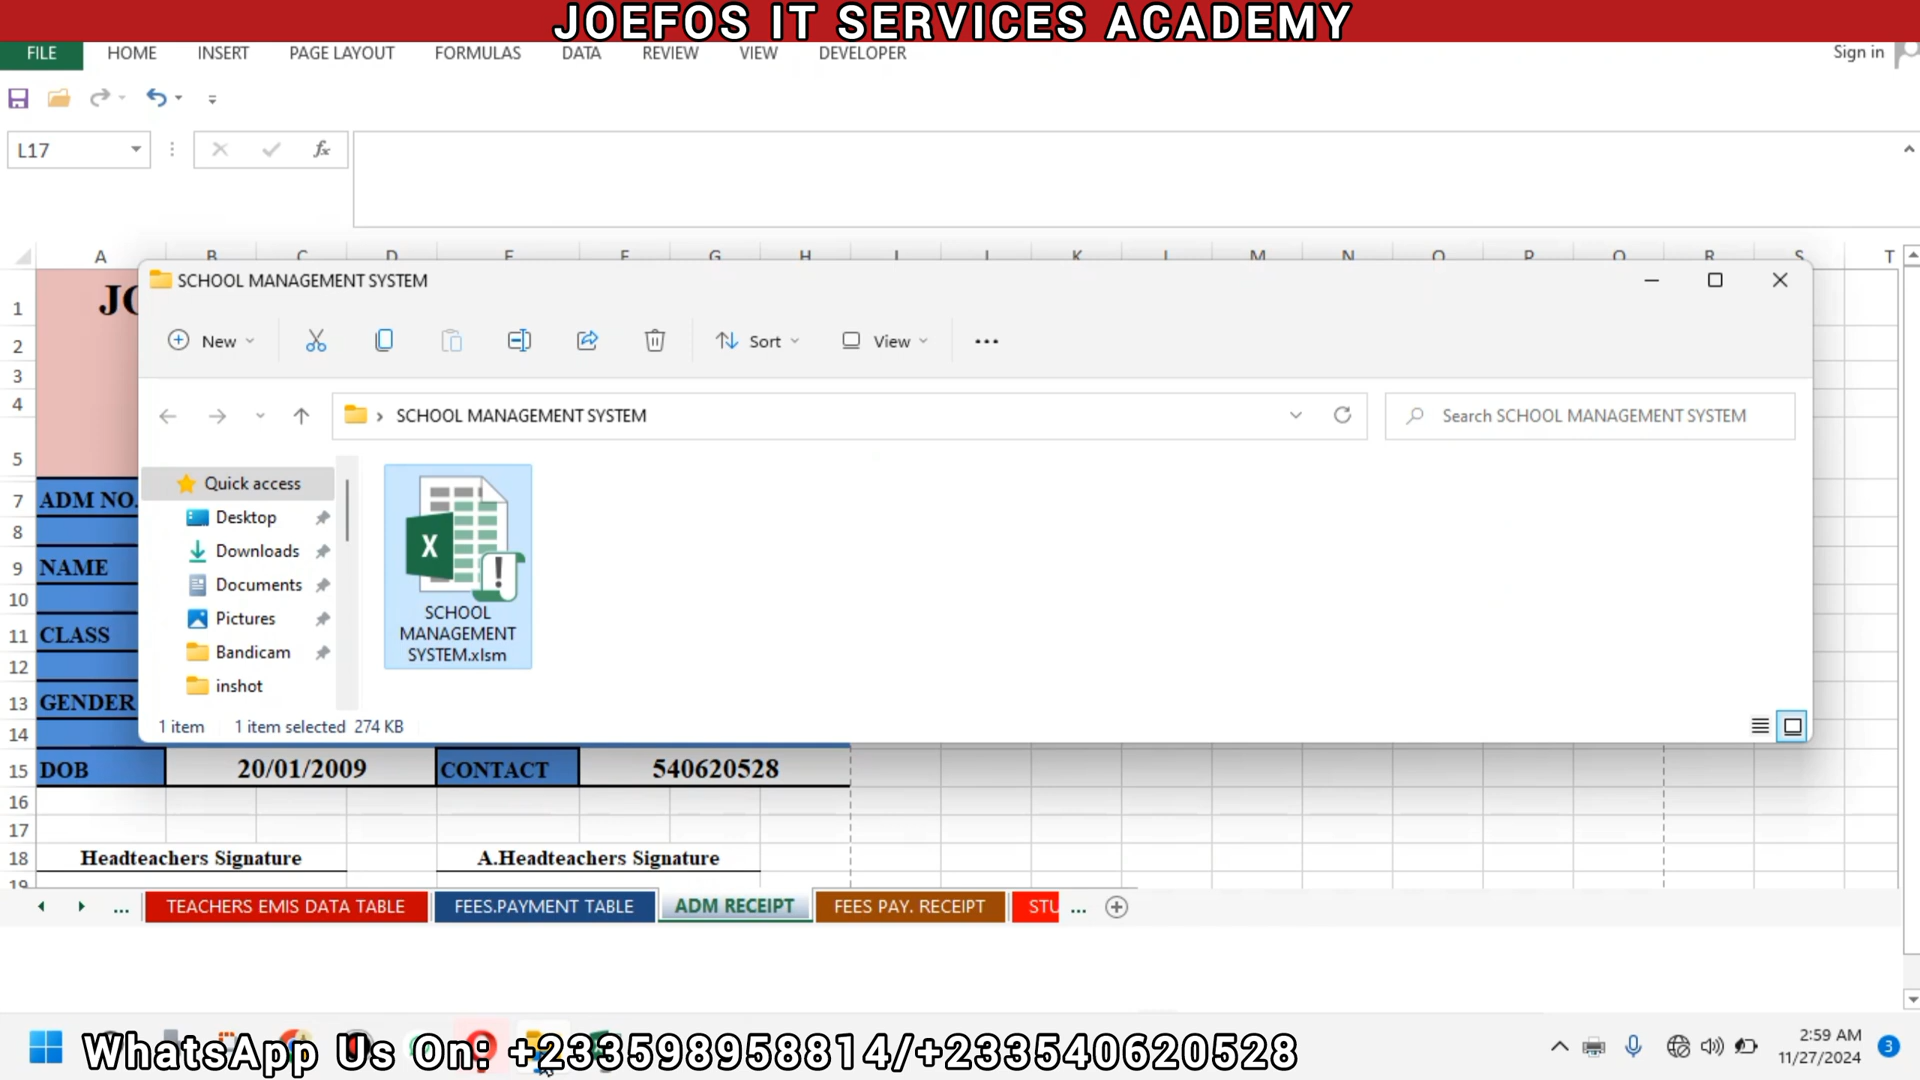 JOEFOS IT SERVICES ACADEMY
FILE HOME INSERT PAGE LAYOUT FORMULAS DATA REVIEW VIEW DEVELOPER Sign in
L17 fx
A B C D E F G H I J K L M N O P Q R S T
SCHOOL MANAGEMENT SYSTEM
New Sort View
SCHOOL MANAGEMENT SYSTEM
Search SCHOOL MANAGEMENT SYSTEM
Quick access
Desktop
Downloads
Documents
Pictures
Bandicam
inshot
SCHOOL
MANAGEMENT
SYSTEM.xlsm
1 item 1 item selected 274 KB
1 JO
2
3
4
5
7 ADM NO.
8
9 NAME
10
11 CLASS
12
13 GENDER
14
15 DOB 20/01/2009 CONTACT 540620528
16
17
18 Headteachers Signature A.Headteachers Signature
19
... TEACHERS EMIS DATA TABLE FEES.PAYMENT TABLE ADM RECEIPT FEES PAY. RECEIPT STU ...
WhatsApp Us On: +233598958814/+233540620528
2:59 AM
11/27/2024
3